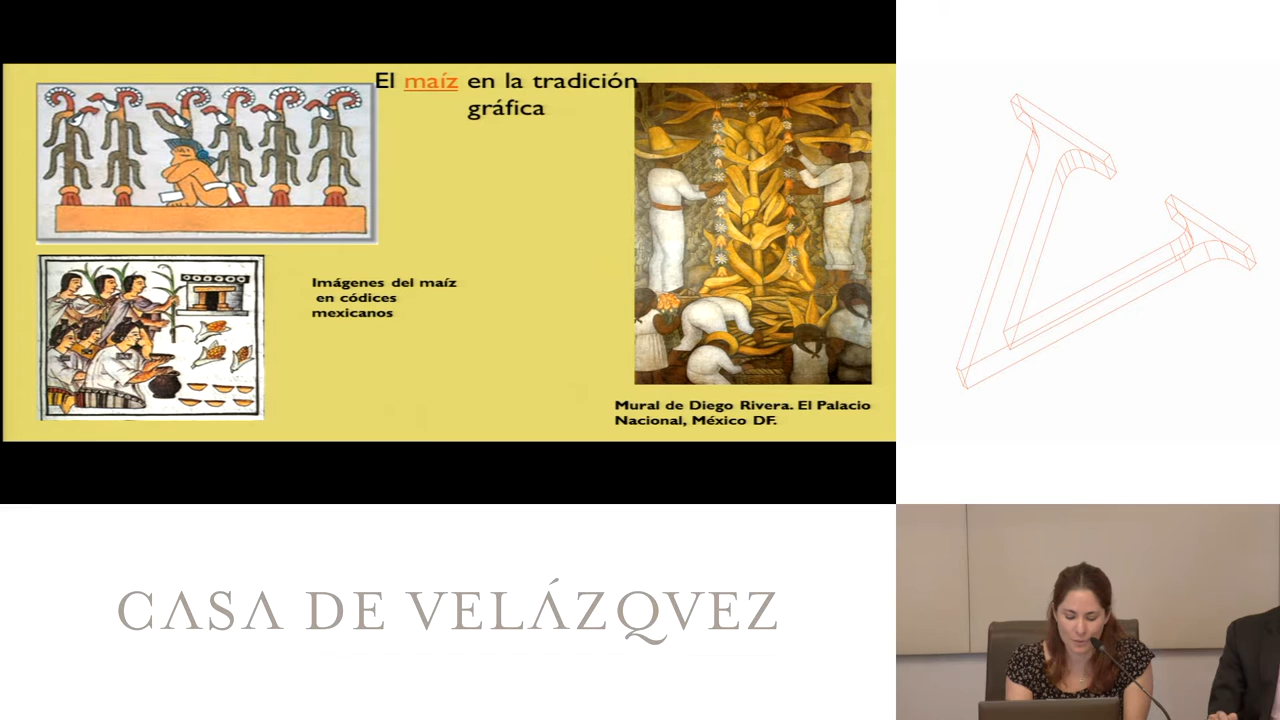 El maíz en la tradición
gráfica
Imágenes del maíz
en códices
mexicanos
Mural de Diego Rivera. El Palacio
Nacional, México DF.
CASA DE VELÁZQVEZ